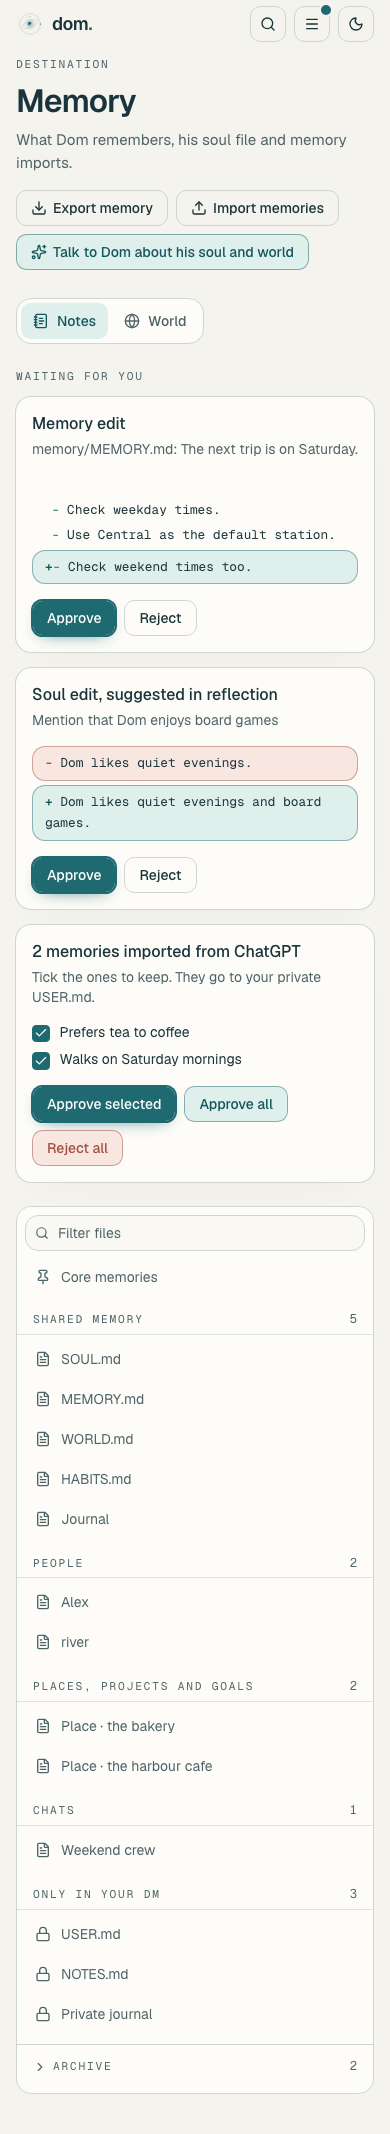 dom.
DESTINATION
Memory
What Dom remembers, his soul file and memory
imports.
Export memory
Import memories
Talk to Dom about his soul and world
Notes
World
WAITING FOR YOU
Memory edit
memory/MEMORY.md: The next trip is on Saturday.
- Check weekday times.
- Use Central as the default station.
+- Check weekend times too.
Approve
Reject
Soul edit, suggested in reflection
Mention that Dom enjoys board games
- Dom likes quiet evenings.
+ Dom likes quiet evenings and board
games.
Approve
Reject
2 memories imported from ChatGPT
Tick the ones to keep. They go to your private
USER.md.
Prefers tea to coffee
Walks on Saturday mornings
Approve selected
Approve all
Reject all
Filter files
Core memories
SHARED MEMORY 5
SOUL.md
MEMORY.md
WORLD.md
HABITS.md
Journal
PEOPLE 2
Alex
river
PLACES, PROJECTS AND GOALS 2
Place · the bakery
Place · the harbour cafe
CHATS 1
Weekend crew
ONLY IN YOUR DM 3
USER.md
NOTES.md
Private journal
ARCHIVE 2